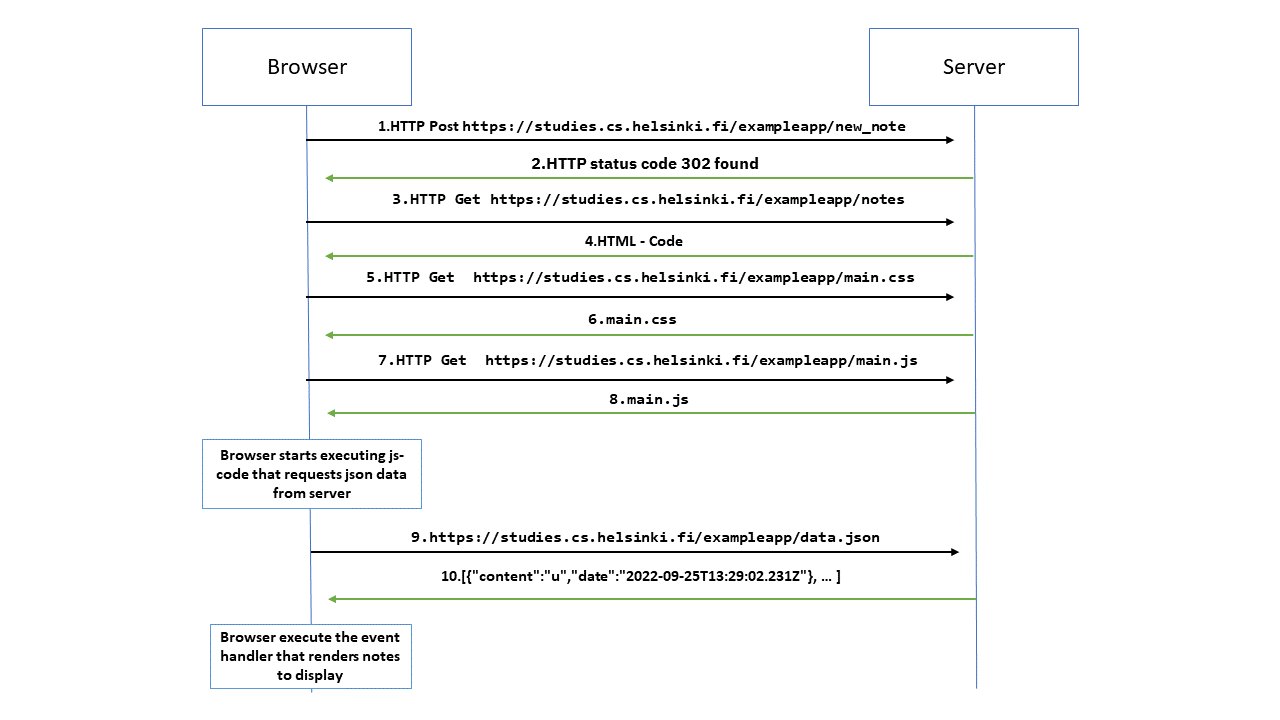 Browser
Server
1.HTTP Post https://studies.cs.helsinki.fi/exampleapp/new_note
2.HTTP status code 302 found
3.HTTP Get https://studies.cs.helsinki.fi/exampleapp/notes
4.HTML - Code
5.HTTP Get https://studies.cs.helsinki.fi/exampleapp/main.css
6.main.css
7.HTTP Get https://studies.cs.helsinki.fi/exampleapp/main.js
8.main.js
Browser starts executing js-
code that requests json data
from server
9.https://studies.cs.helsinki.fi/exampleapp/data.json
10.[{"content":"u","date":"2022-09-25T13:29:02.231Z"}, ... ]
Browser execute the event
handler that renders notes
to display